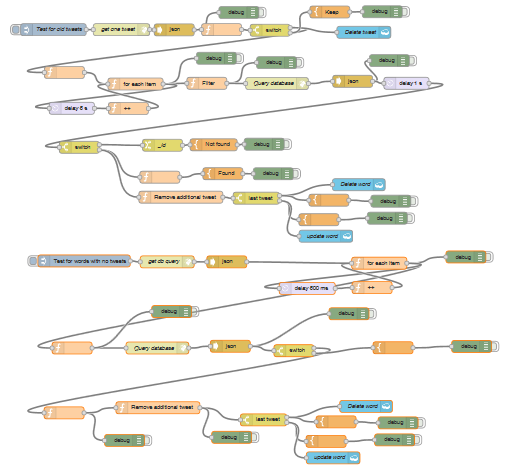 debug
Keep
debug
Test for old tweets
get one tweet
json
debug
switch
Delete tweet
debug
debug
debug
for each item
Filter
Query database
json
delay 1 s
delay 5 s
++
switch
_id
Not found
debug
Found
debug
Delete word
Remove additional tweet
last tweet
debug
debug
update word
Test for words with no tweets
get db query
json
for each item
debug
delay 500 ms
++
debug
debug
Query database
json
switch
debug
Remove additional tweet
Delete word
debug
last tweet
debug
debug
debug
update word